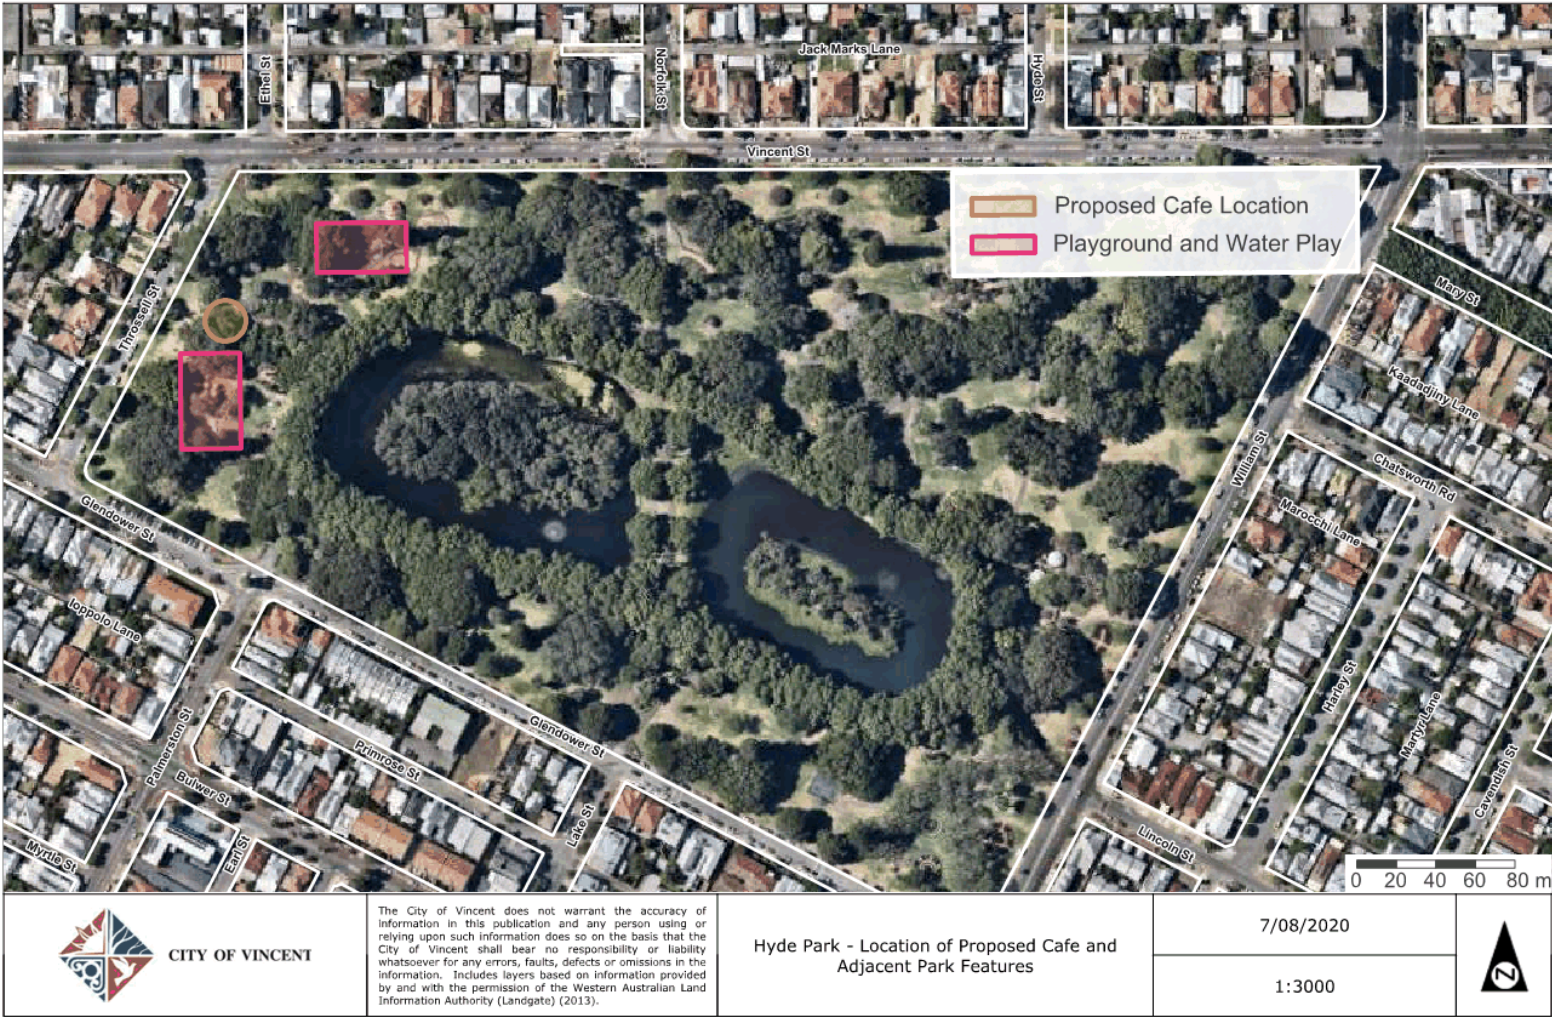 Jack Marks Lane
Ethel St
Norfolk St
Hyde St
Vincent St
Proposed Cafe Location
Playground and Water Play
Throssell St
Mary St
Kaadadjiny Lane
William St
Chatsworth Rd
Marocchi Lane
Glendower St
Ioppolo Lane
Harley St
Martyr Lane
Palmerston St
Primrose St
Glendower St
Cavendish St
Bulwer St
Lake St
Lincoln St
Earl St
Myrtle St
0 20 40 60 80 m
CITY OF VINCENT
The City of Vincent does not warrant the accuracy of
information in this publication and any person using or
relying upon such information does so on the basis that the
City of Vincent shall bear no responsibility or liability
whatsoever for any errors, faults, defects or omissions in the
information. Includes layers based on information provided
by and with the permission of the Western Australian Land
Information Authority (Landgate) (2013).
Hyde Park - Location of Proposed Cafe and
Adjacent Park Features
7/08/2020
1:3000
N